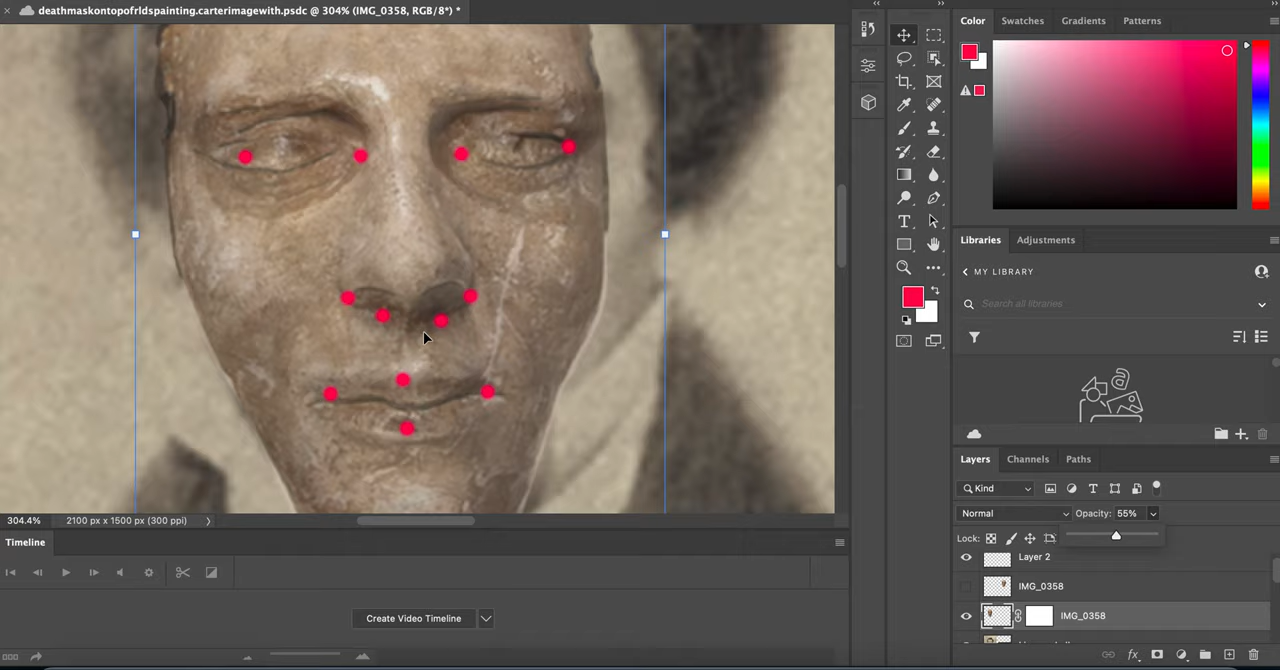 deathmaskontopofrldspainting.carterimagewith.psdc @ 304% (IMG_0358, RGB/8*) *
Color
Swatches
Gradients
Patterns
Libraries
Adjustments
MY LIBRARY
Search all libraries
Layers
Channels
Paths
Kind
Normal
Opacity: 55%
Lock:
Layer 2
IMG_0358
IMG_0358
304.4%
2100 px x 1500 px (300 ppi)
Timeline
Create Video Timeline